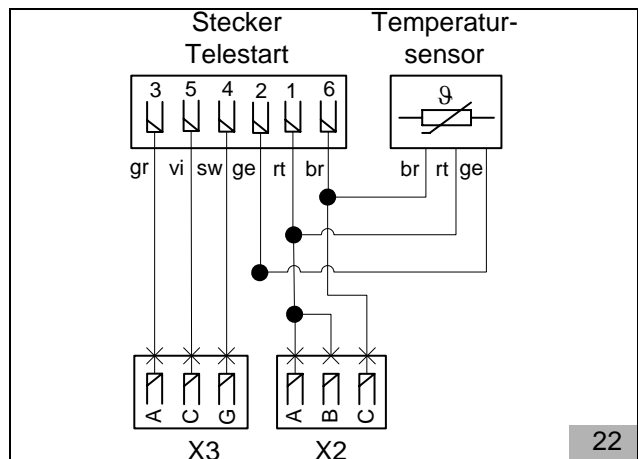 Stecker
Telestart
Temperatur-
sensor
3 5 4 2 1 6
ϑ
gr vi sw ge rt br
br rt ge
A C G
A B C
X3
X2
22